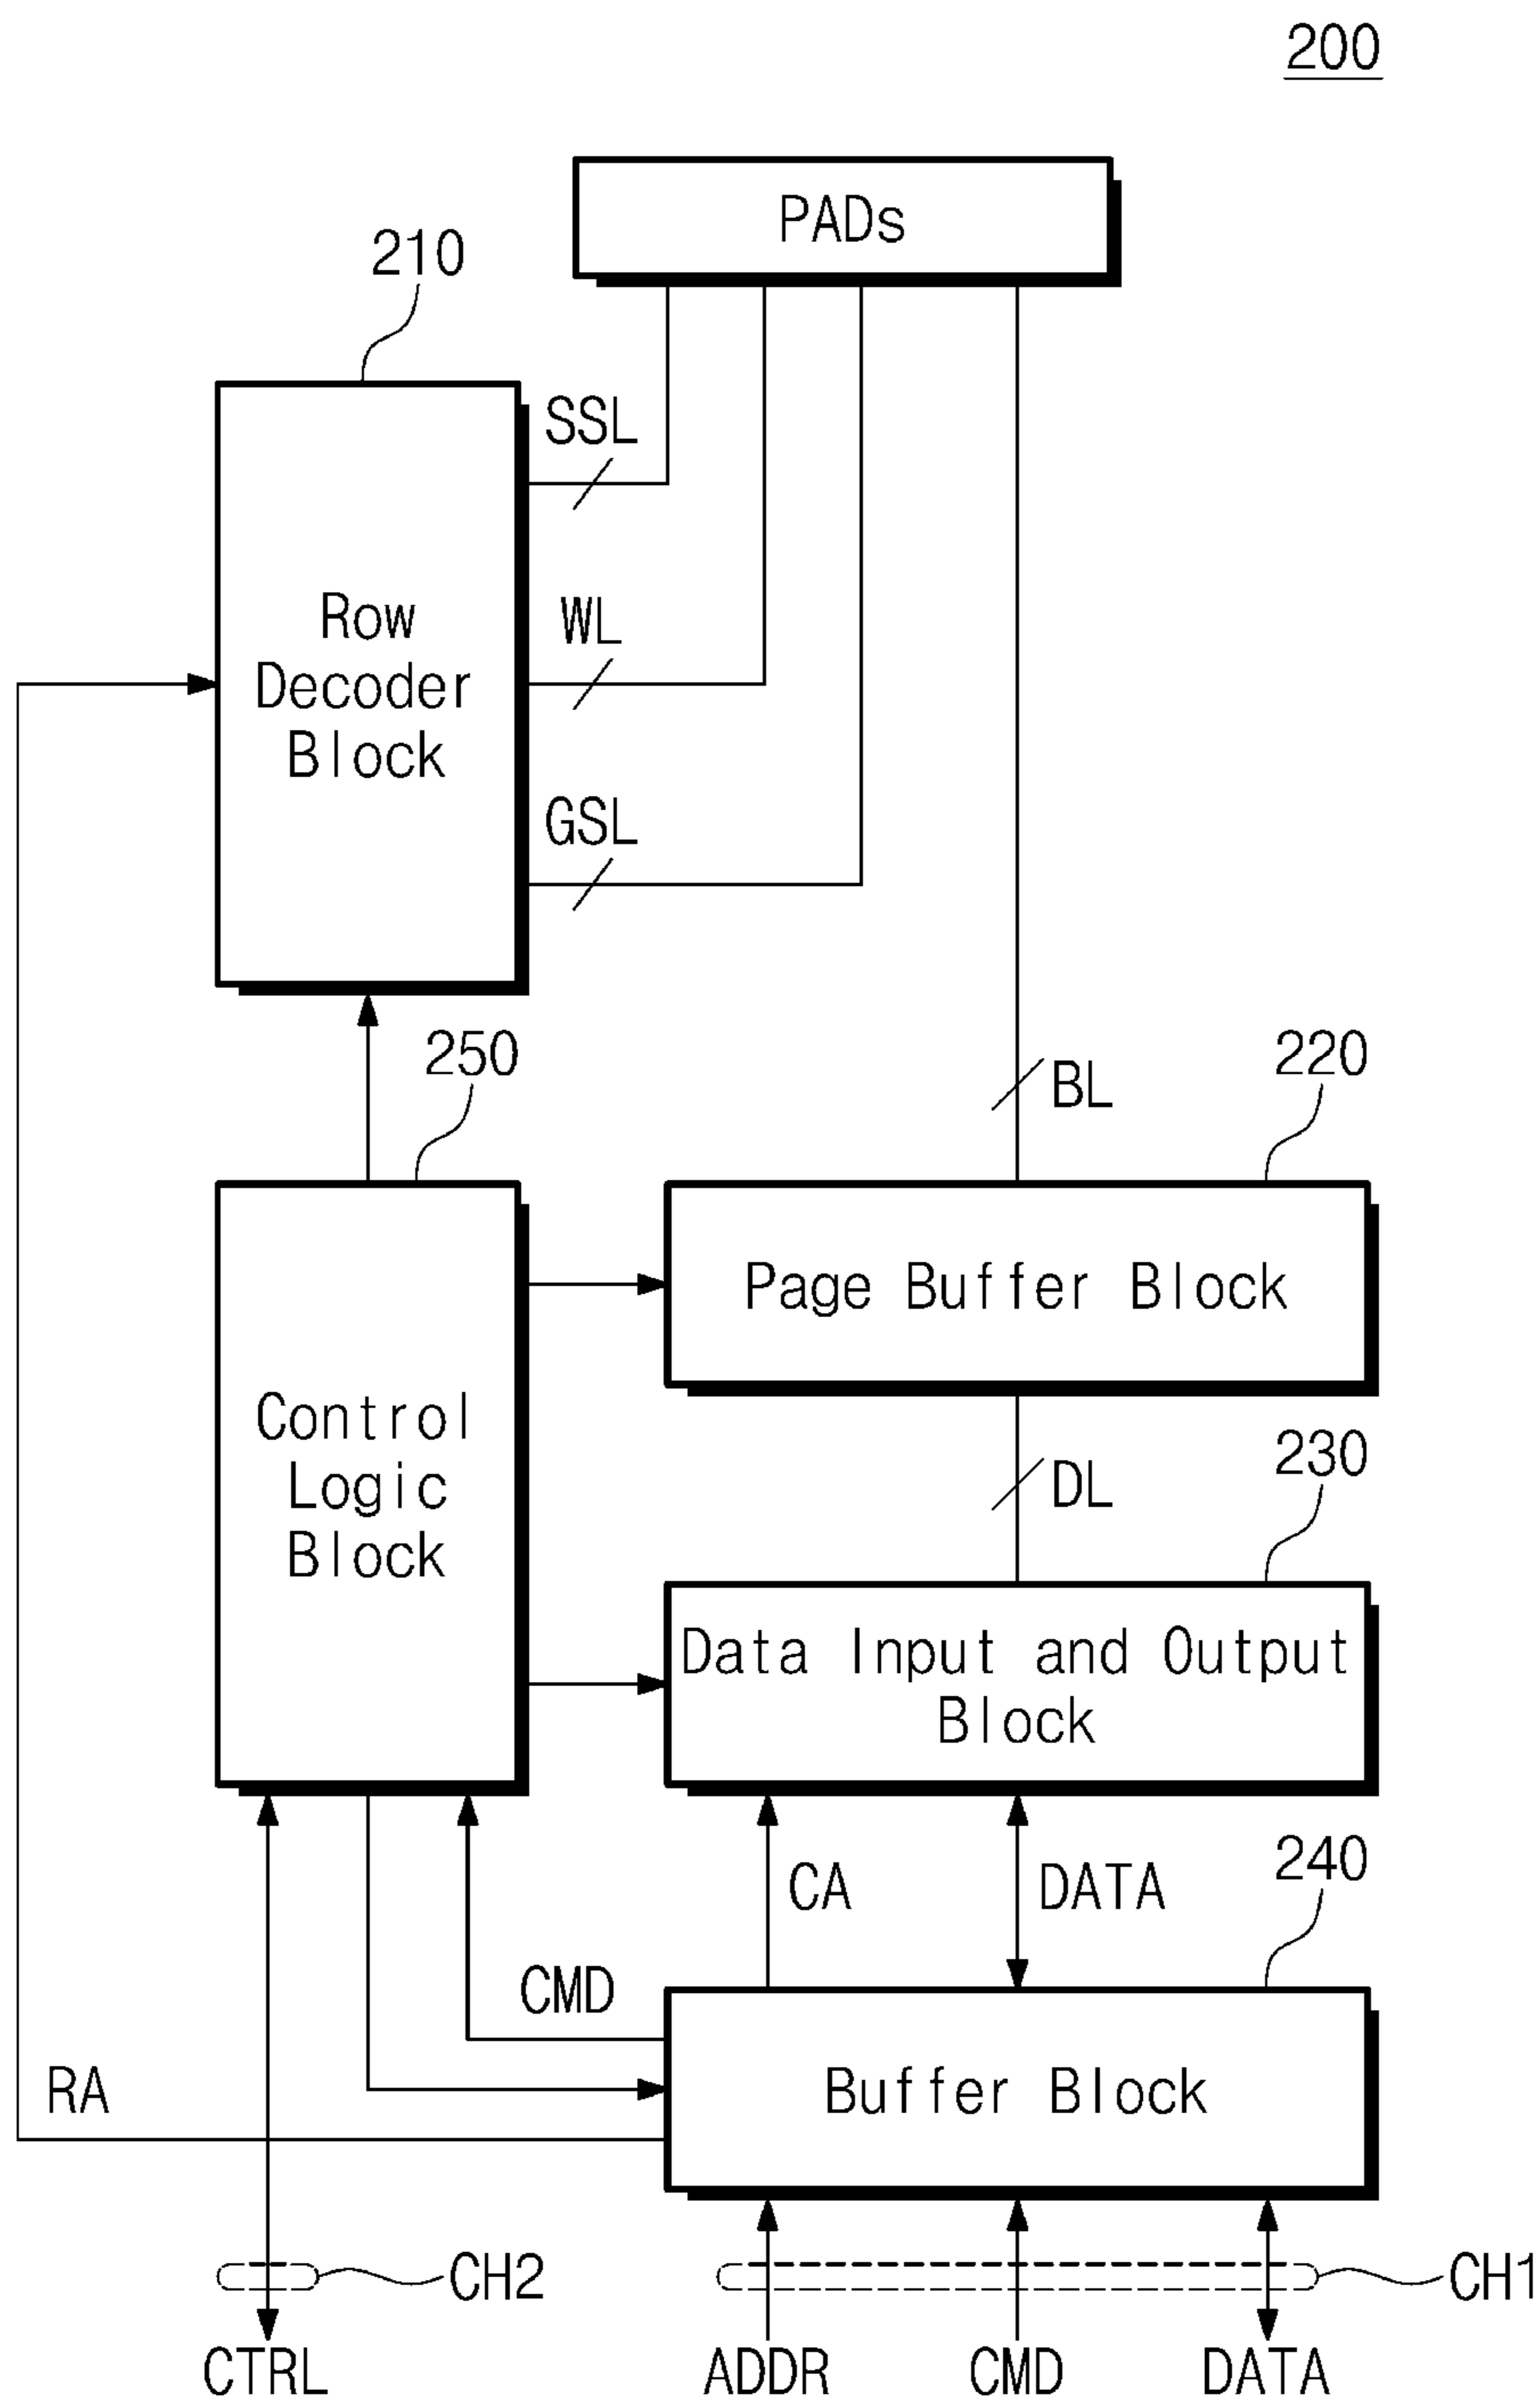 200
PADs
210
SSL
WL
Row
Decoder
Block
GSL
250
220
BL
Page Buffer Block
Control
Logic
Block
230
DL
Data Input and Output
Block
240
CA
DATA
CMD
RA
Buffer Block
CH2
CH1
CTRL
ADDR
CMD
DATA